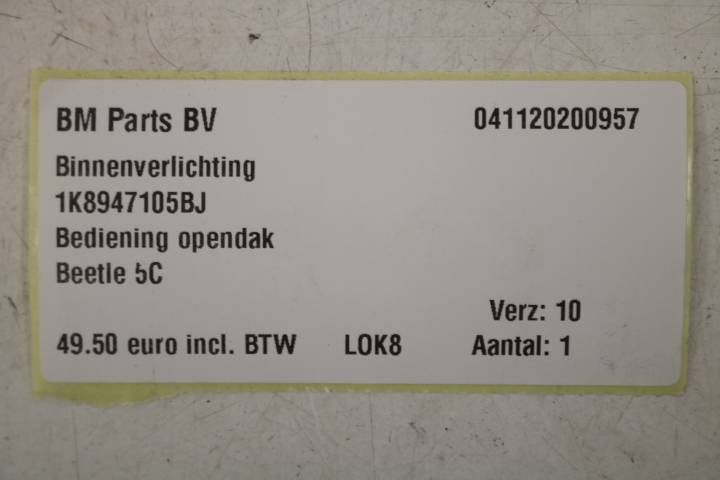 BM Parts BV 041120200957
Binnenverlichting
1K8947105BJ
Bediening opendak
Beetle 5C
Verz: 10
49.50 euro incl. BTW LOK8 Aantal: 1